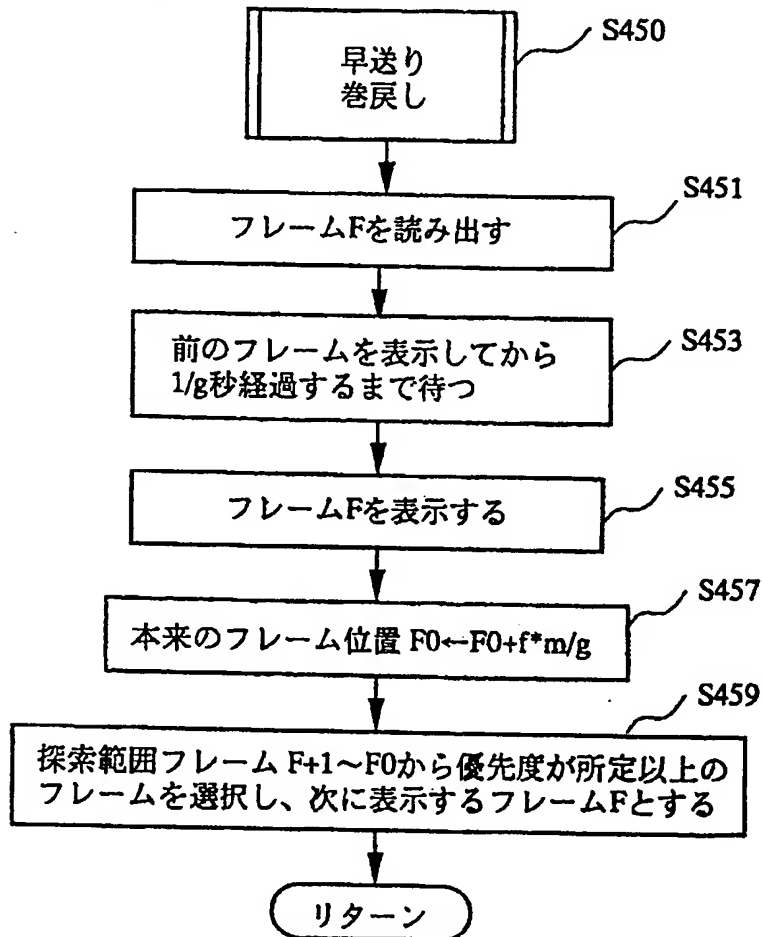 早送り
巻戻し
S450
フレームFを読み出す
S451
前のフレームを表示してから
1/g秒経過するまで待つ
S453
フレームFを表示する
S455
本来のフレーム位置 F0←F0+f*m/g
S457
探索範囲フレーム F+1~F0から優先度が所定以上の
フレームを選択し、次に表示するフレームFとする
S459
リターン